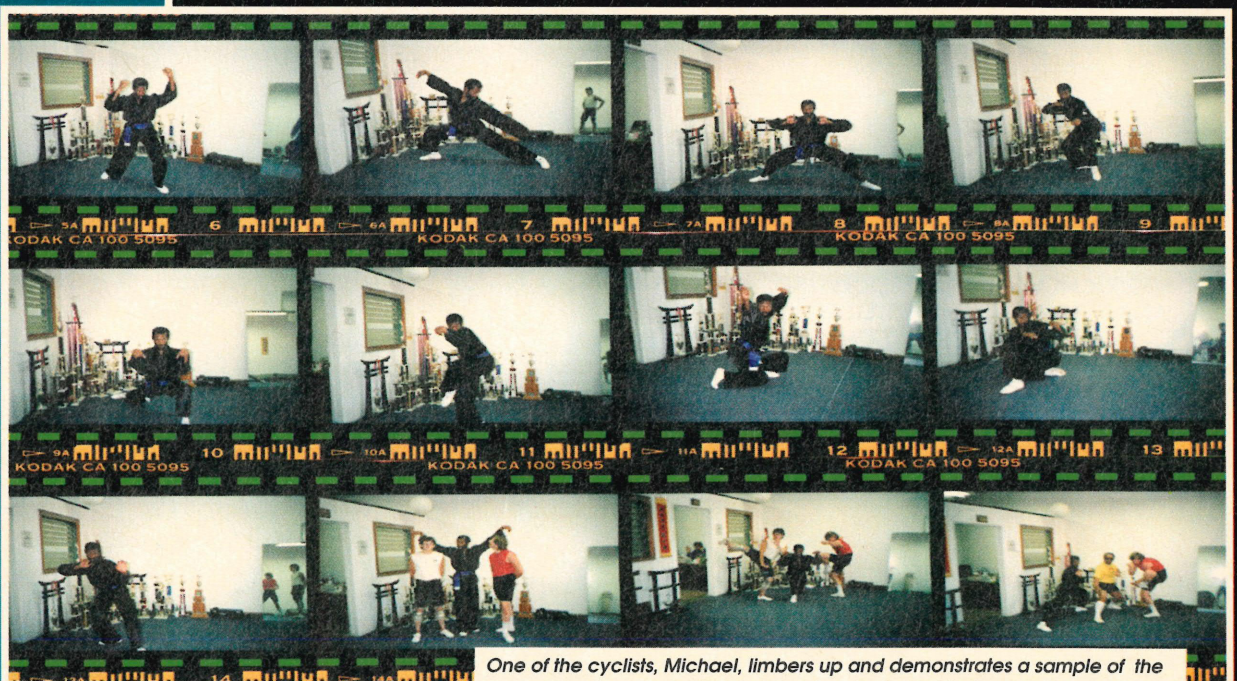 5A 6 6A 7 7A 8 8A 9
KODAK CA 100 5095 KODAK CA 100 5095 KODAK CA 100 5095
9A 10 10A 11 11A 12 12A 13
KODAK CA 100 5095 KODAK CA 100 5095 KODAK CA 100 5095
13A 14 14A
One of the cyclists, Michael, limbers up and demonstrates a sample of the